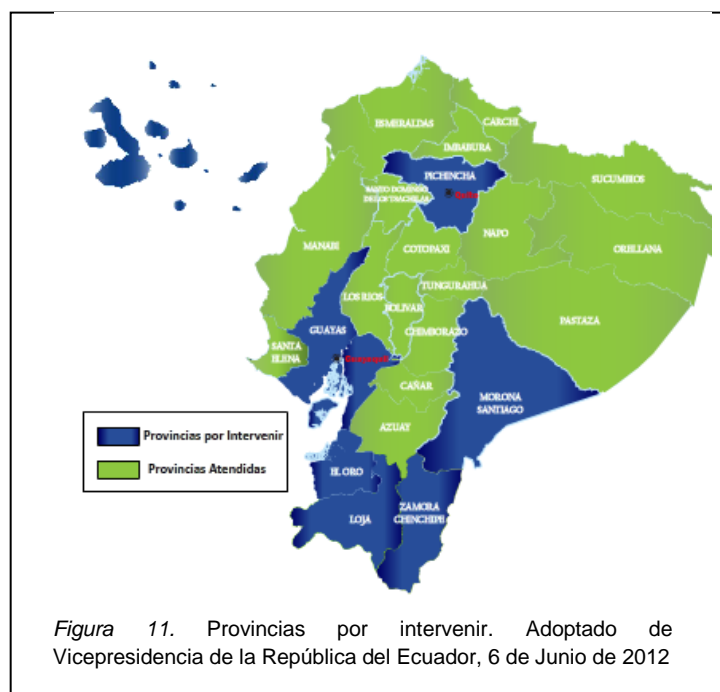 ESMERALDAS
CARCHI
IMBABURA
PICHINCHA
SUCUMBIOS
Quito
SANTO DOMINGO
DE LOS TSACHILAS
MANABI
COTOPAXI
NAPO
ORELLANA
TUNGURAHUA
LOS RIOS
BOLIVAR
PASTAZA
GUAYAS
CHIMBORAZO
SANTA
ELENA
Guayaquil
CAÑAR
MORONA
SANTIAGO
AZUAY
Provincias por Intervenir
Provincias Atendidas
EL ORO
ZAMORA
CHINCHIPE
LOJA
Figura 11. Provincias por intervenir. Adoptado de
Vicepresidencia de la República del Ecuador, 6 de Junio de 2012